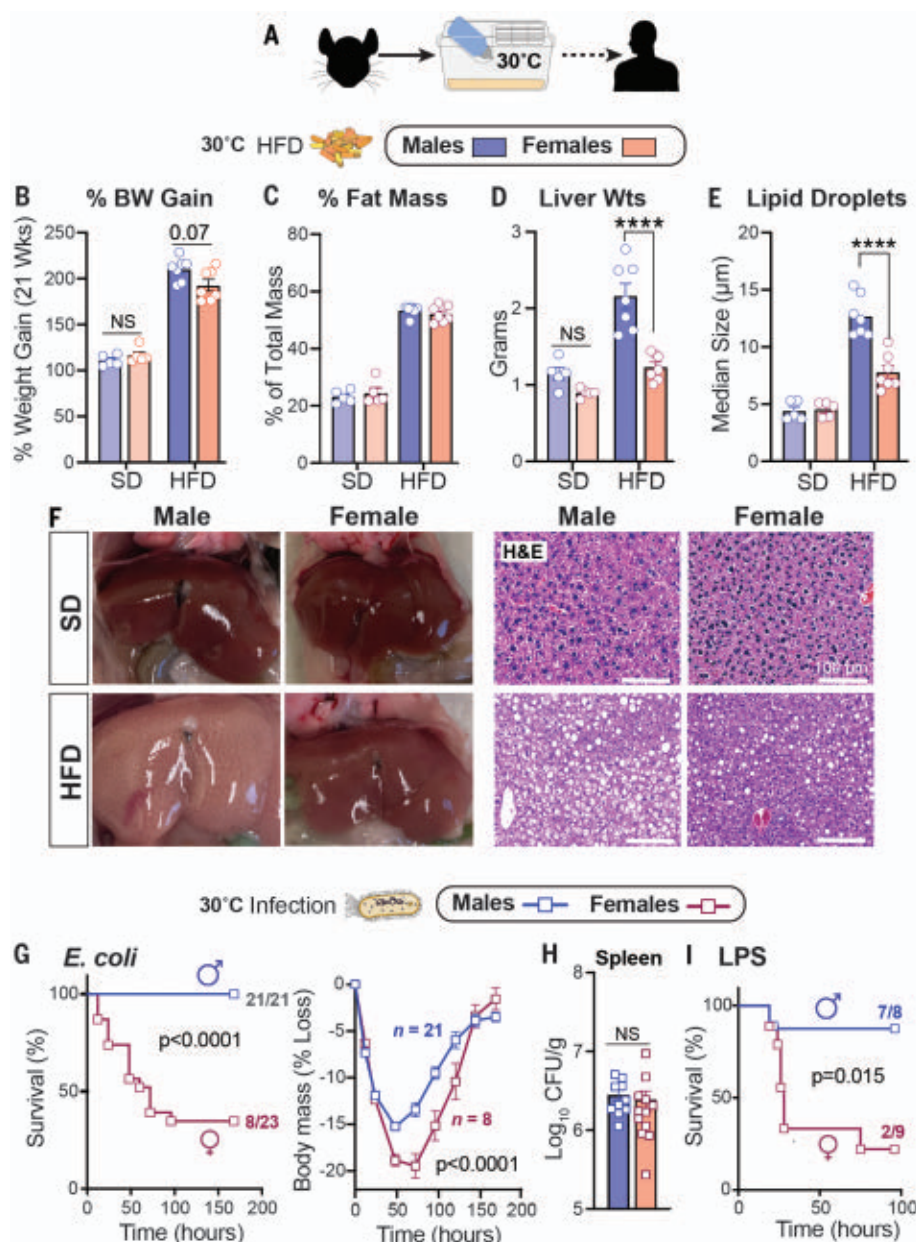 A
30°C
30°C HFD Males Females
B % BW Gain
% Weight Gain (21 Wks)
250
200
150
100
50
0
NS
0.07
SD HFD
C % Fat Mass
% of Total Mass
80
60
40
20
0
SD HFD
D Liver Wts
Grams
3
2
1
0
NS
****
SD HFD
E Lipid Droplets
Median Size (µm)
20
15
10
5
0
****
SD HFD
F Male Female Male Female
SD
H&E
100 µm
HFD
30°C Infection Males Females
G E. coli
Survival (%)
100
50
0
♂
21/21
p<0.0001
8/23
♀
0 50 100 150 200
Time (hours)
Body mass (% Loss)
0
-5
-10
-15
-20
n = 21
n = 8
p<0.0001
0 50 100 150 200
Time (hours)
H Spleen
Log10 CFU/g
8
7
6
5
NS
I LPS
Survival (%)
100
50
0
♂
7/8
p=0.015
2/9
♀
0 50 100
Time (hours)